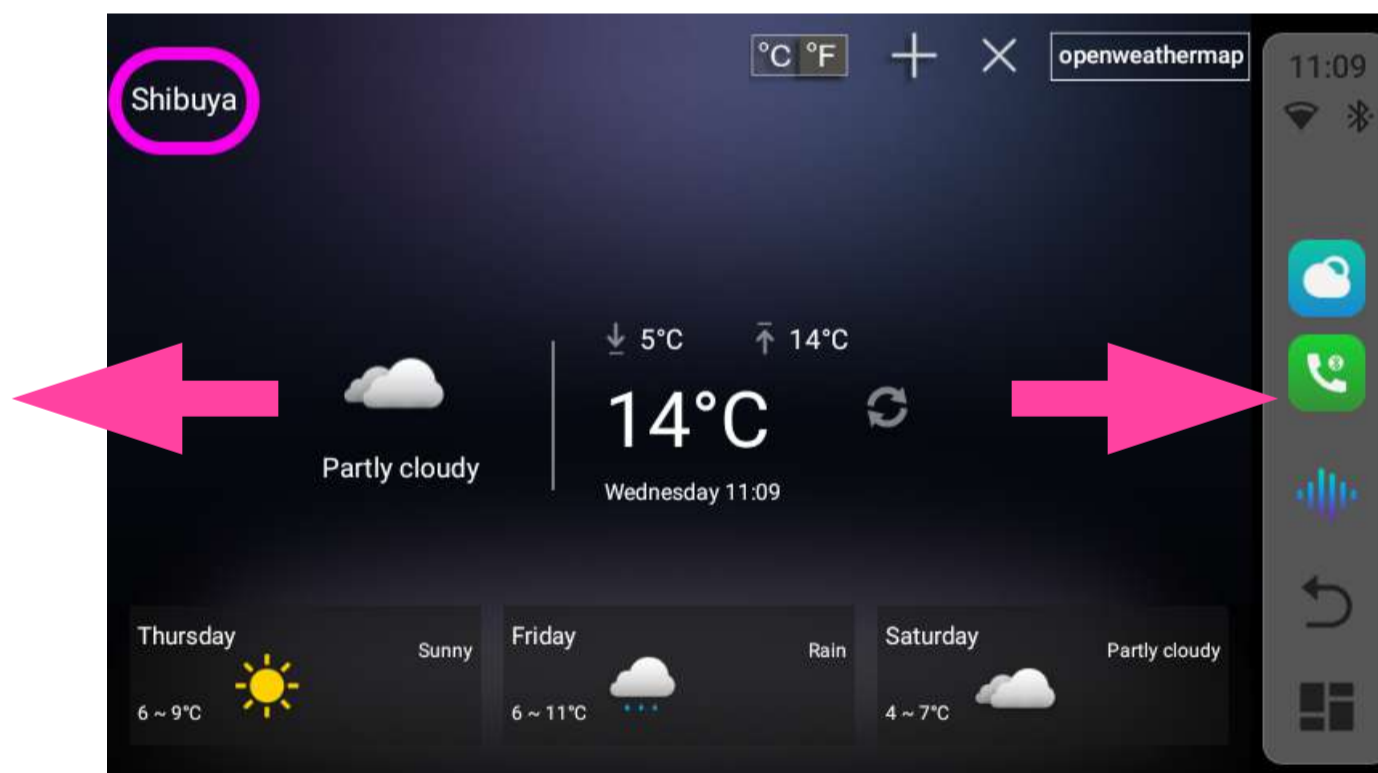 °C °F
openweathermap
11:09
Shibuya
5°C
14°C
14°C
Partly cloudy
Wednesday 11:09
Thursday
Sunny
6 ~ 9°C
Friday
Rain
6 ~ 11°C
Saturday
Partly cloudy
4 ~ 7°C